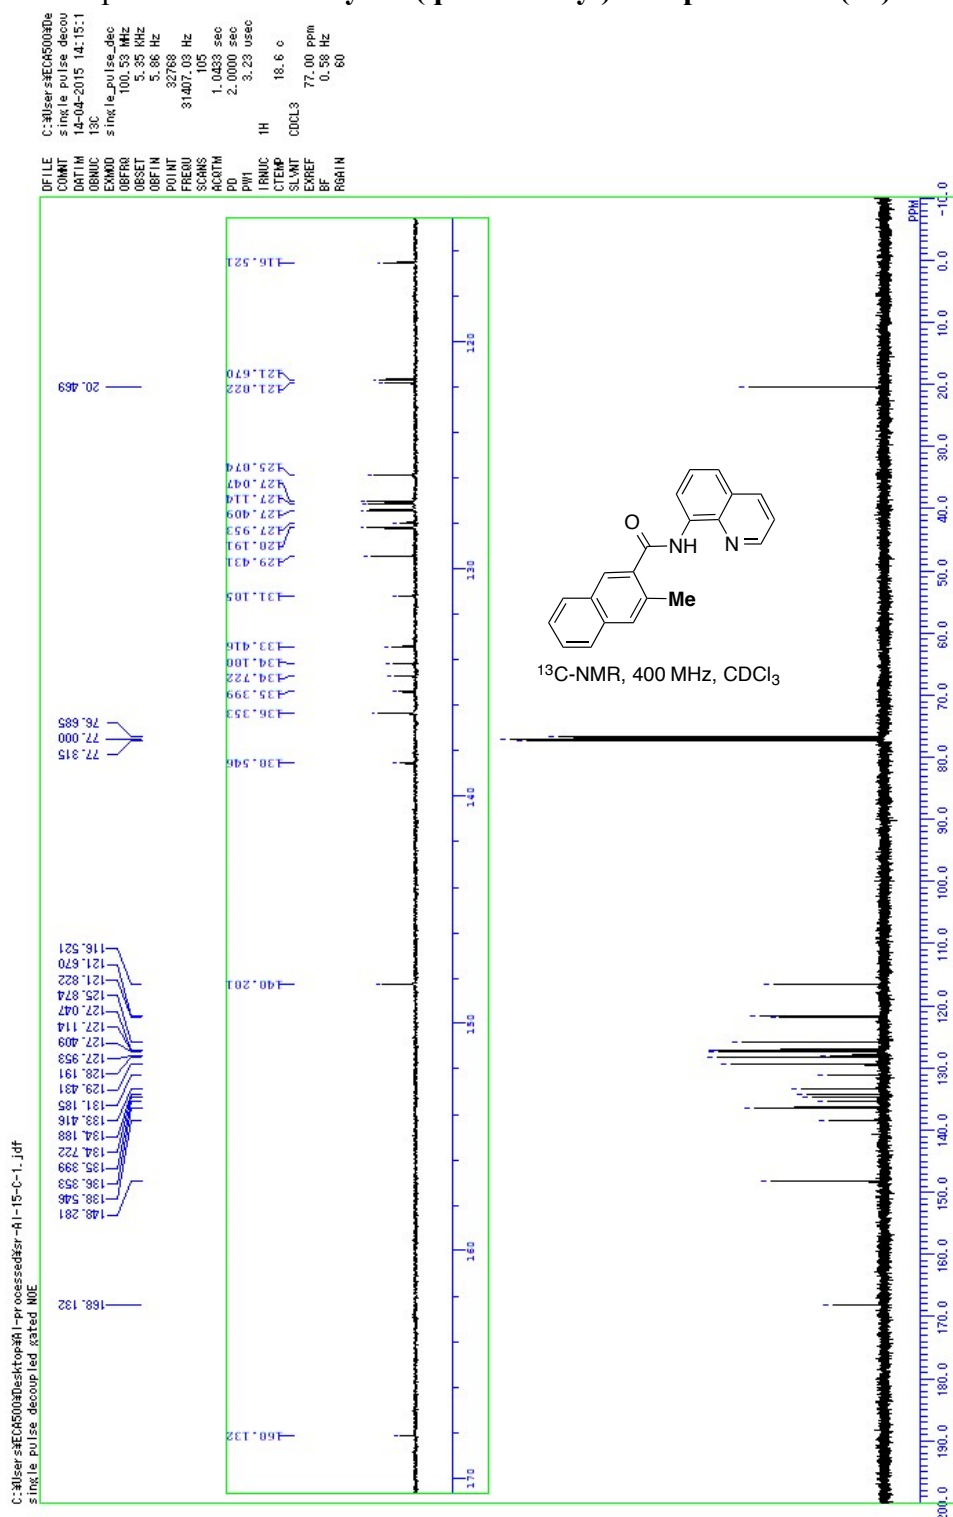 DFILE C:¥Users¥ECA500¥De
COMNT single pulse decou
DATIM 14-04-2015 14:15:1
OBNUC 13C
EXMOD single_pulse_dec
OBFRQ 100.53 MHz
OBSET 5.35 KHz
OBFIN 5.86 Hz
POINT 32768
FREQU 31407.03 Hz
SCANS 105
ACQTM 1.0433 sec
PD 2.0000 sec
PW1 3.23 usec
IRNUC 1H
CTEMP 18.6 c
SLVNT CDCL3
EXREF 77.00 ppm
BF 0.58 Hz
RGAIN 60
C:¥Users¥ECA500¥Desktop¥AI-processed¥sr-AI-15-C-1.jdf
single pulse decoupled gated NOE
20.469
76.685
77.000
77.315
116.521
121.670
121.822
125.874
127.047
127.114
127.409
127.953
128.191
129.431
131.185
133.416
134.188
134.722
135.399
136.353
138.546
148.281
168.132
116.521
121.670
121.822
125.874
127.047
127.114
127.409
127.953
128.191
129.431
131.185
133.416
134.188
134.722
135.399
136.353
138.546
148.281
168.132
120
130
140
150
160
170
O
NH
N
Me
¹³C-NMR, 400 MHz, CDCl₃
PPM
-10.0
0.0
10.0
20.0
30.0
40.0
50.0
60.0
70.0
80.0
90.0
100.0
110.0
120.0
130.0
140.0
150.0
160.0
170.0
180.0
190.0
200.0